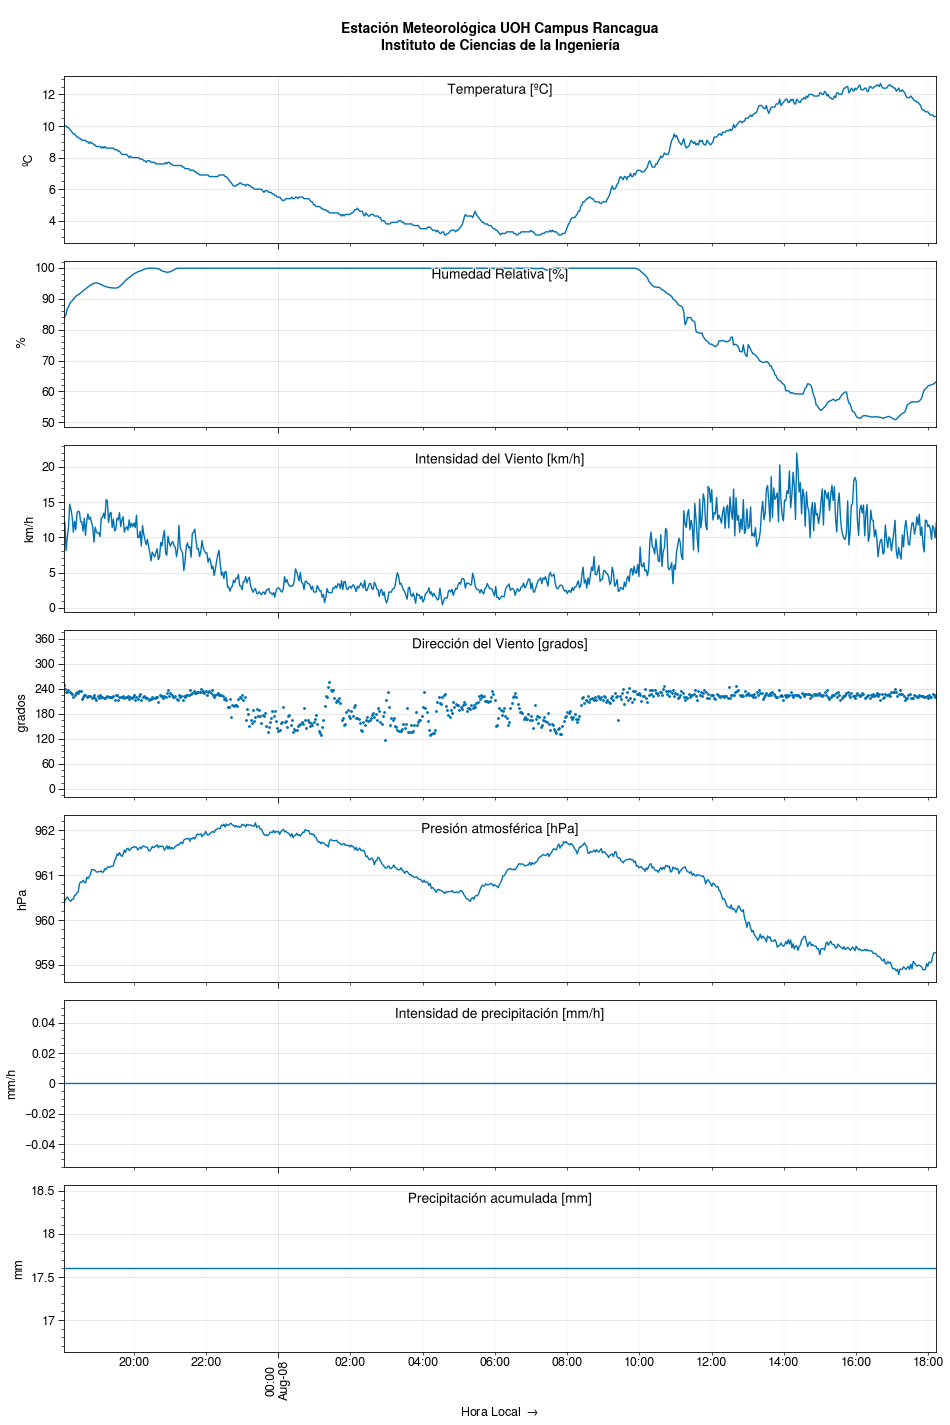 Estación Meteorológica UOH Campus Rancagua
Instituto de Ciencias de la Ingeniería
Temperatura [ºC]
12
10
8
6
4
ºC
Humedad Relativa [%]
100
90
80
70
60
50
%
Intensidad del Viento [km/h]
20
15
10
5
0
km/h
Dirección del Viento [grados]
360
300
240
180
120
60
0
grados
Presión atmosférica [hPa]
962
961
960
959
hPa
Intensidad de precipitación [mm/h]
0.04
0.02
0
−0.02
−0.04
mm/h
Precipitación acumulada [mm]
18.5
18
17.5
17
mm
20:00 22:00 00:00 02:00 04:00 06:00 08:00 10:00 12:00 14:00 16:00 18:00
Aug-08
Hora Local →